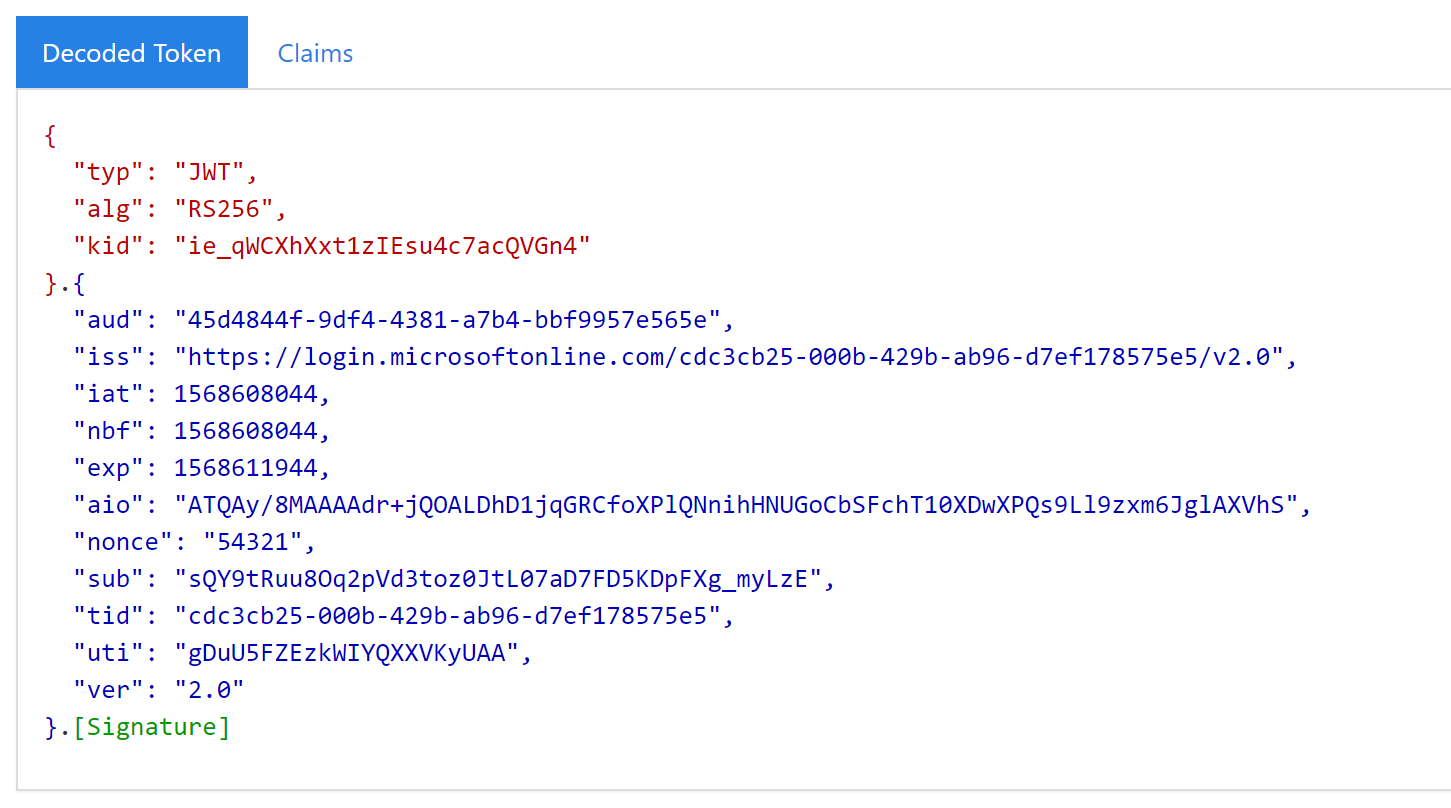 Decoded Token Claims
{
"typ": "JWT",
"alg": "RS256",
"kid": "ie_qWCXhXxt1zIEsu4c7acQVGn4"
}.{
"aud": "45d4844f-9df4-4381-a7b4-bbf9957e565e",
"iss": "https://login.microsoftonline.com/cdc3cb25-000b-429b-ab96-d7ef178575e5/v2.0",
"iat": 1568608044,
"nbf": 1568608044,
"exp": 1568611944,
"aio": "ATQAy/8MAAAAdr+jQOALDhD1jqGRCfoXPlQNnihHNUGoCbSFchT10XDwXPQs9Ll9zxm6JglAXVhS",
"nonce": "54321",
"sub": "sQY9tRuu8Oq2pVd3toz0JtL07aD7FD5KDpFXg_myLzE",
"tid": "cdc3cb25-000b-429b-ab96-d7ef178575e5",
"uti": "gDuU5FZEzkWIYQXXVKyUAA",
"ver": "2.0"
}.[Signature]